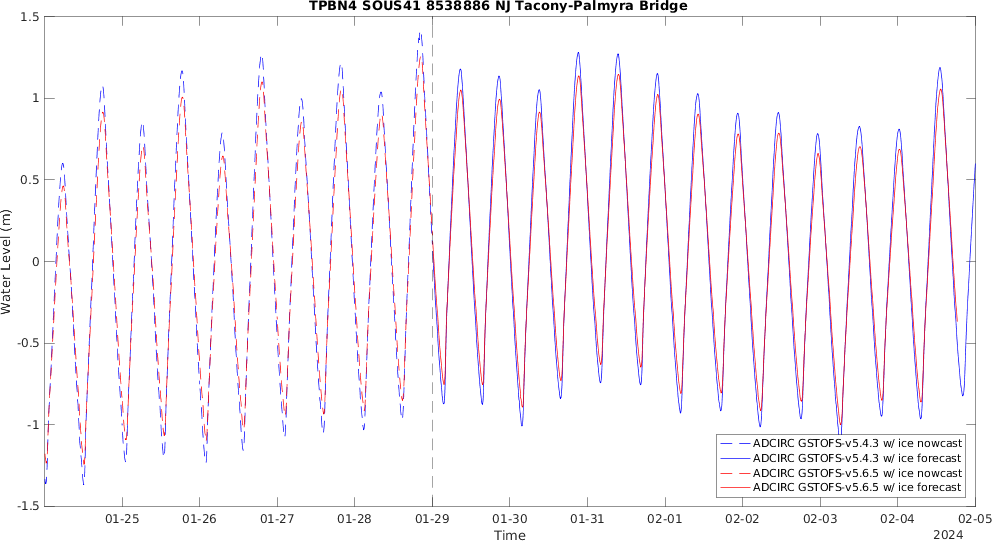 TPBN4 SOUS41 8538886 NJ Tacony-Palmyra Bridge
1.5
1
0.5
0
-0.5
-1
-1.5
Water Level (m)
01-25 01-26 01-27 01-28 01-29 01-30 01-31 02-01 02-02 02-03 02-04 02-05
Time
2024
ADCIRC GSTOFS-v5.4.3 w/ ice nowcast
ADCIRC GSTOFS-v5.4.3 w/ ice forecast
ADCIRC GSTOFS-v5.6.5 w/ ice nowcast
ADCIRC GSTOFS-v5.6.5 w/ ice forecast